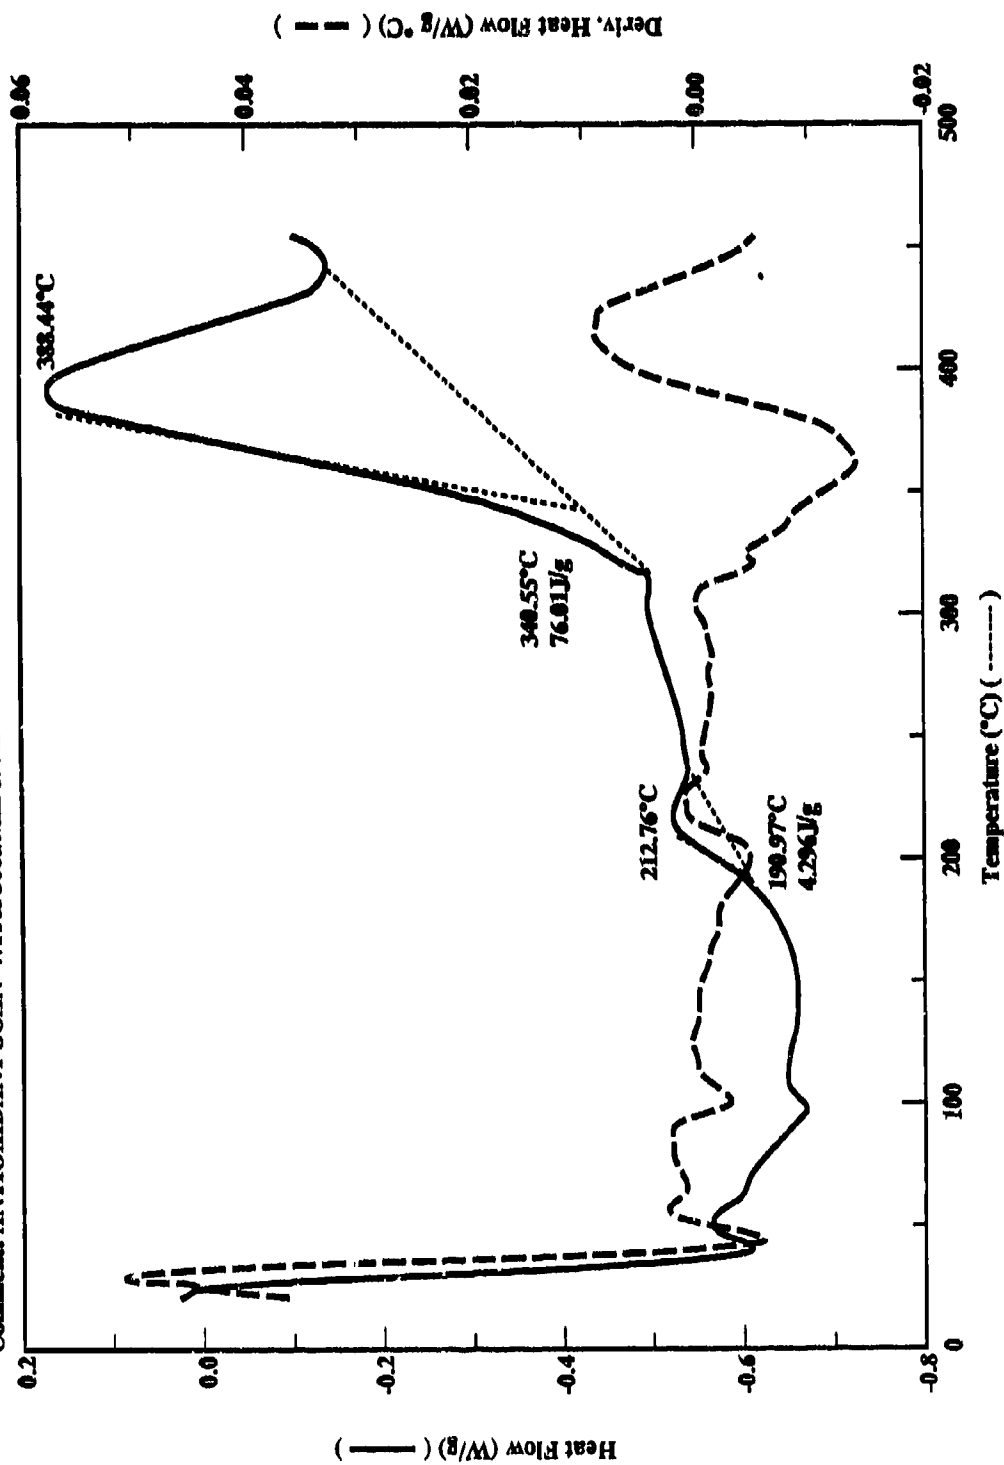 Deriv. Heat Flow (W/g°C) ( — — — )
0.06
0.04
0.02
0.00
-0.02
500
400
300
200
100
0
388.44°C
340.55°C
76.01J/g
212.76°C
190.97°C
4.296J/g
Temperature (°C) ( -------- )
0.2
0.0
-0.2
-0.4
-0.6
-0.8
Heat Flow (W/g) ( ——— )